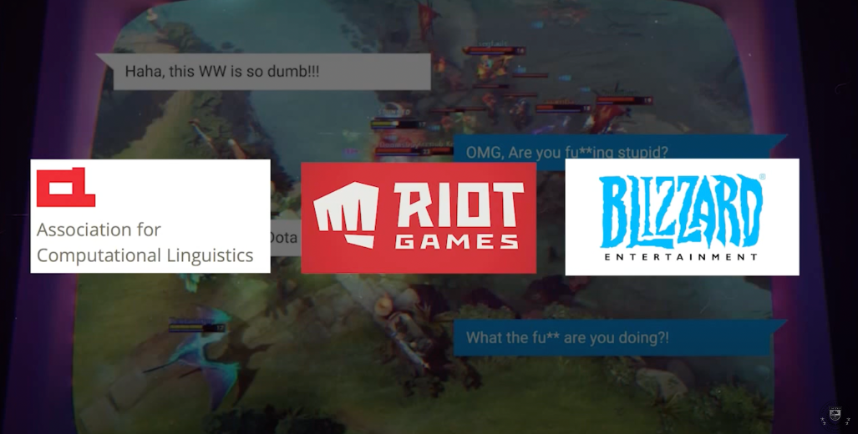 Haha, this WW is so dumb!!!
OMG, Are you fu**ing stupid?
Association for
Computational Linguistics
RIOT
GAMES
BLIZZARD®
ENTERTAINMENT
Dota
What the fu** are you doing?!